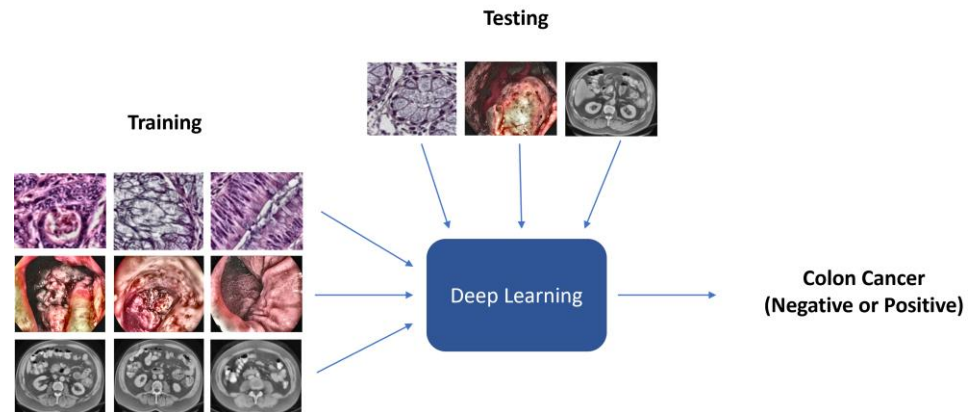 Testing
Training
Deep Learning
Colon Cancer
(Negative or Positive)